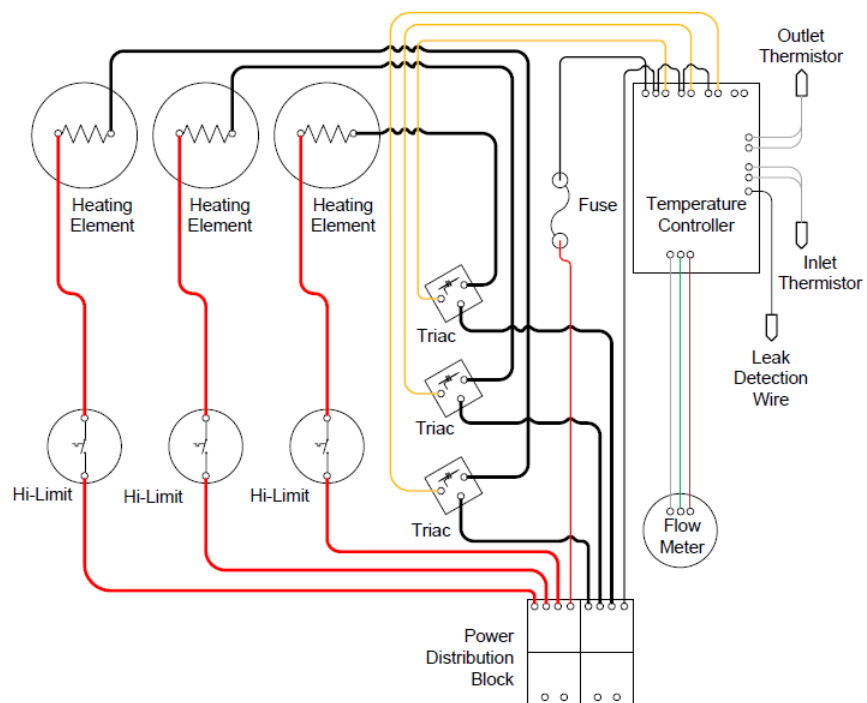 Outlet
Thermistor
Heating
Element
Heating
Element
Heating
Element
Fuse
Temperature
Controller
Inlet
Thermistor
Triac
Leak
Detection
Wire
Triac
Hi-Limit
Hi-Limit
Hi-Limit
Triac
Flow
Meter
Power
Distribution
Block